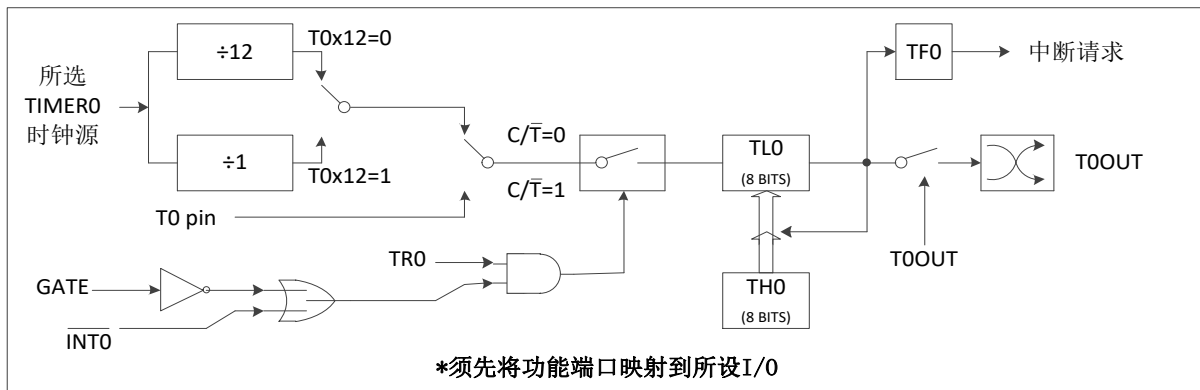 所选
TIMER0
时钟源
÷12
T0x12=0
÷1
T0x12=1
T0 pin
C/T̅=0
C/T̅=1
TL0
(8 BITS)
TF0
中断请求
T0OUT
T0OUT
TR0
GATE
I̅N̅T̅0̅
TH0
(8 BITS)
*须先将功能端口映射到所设I/0